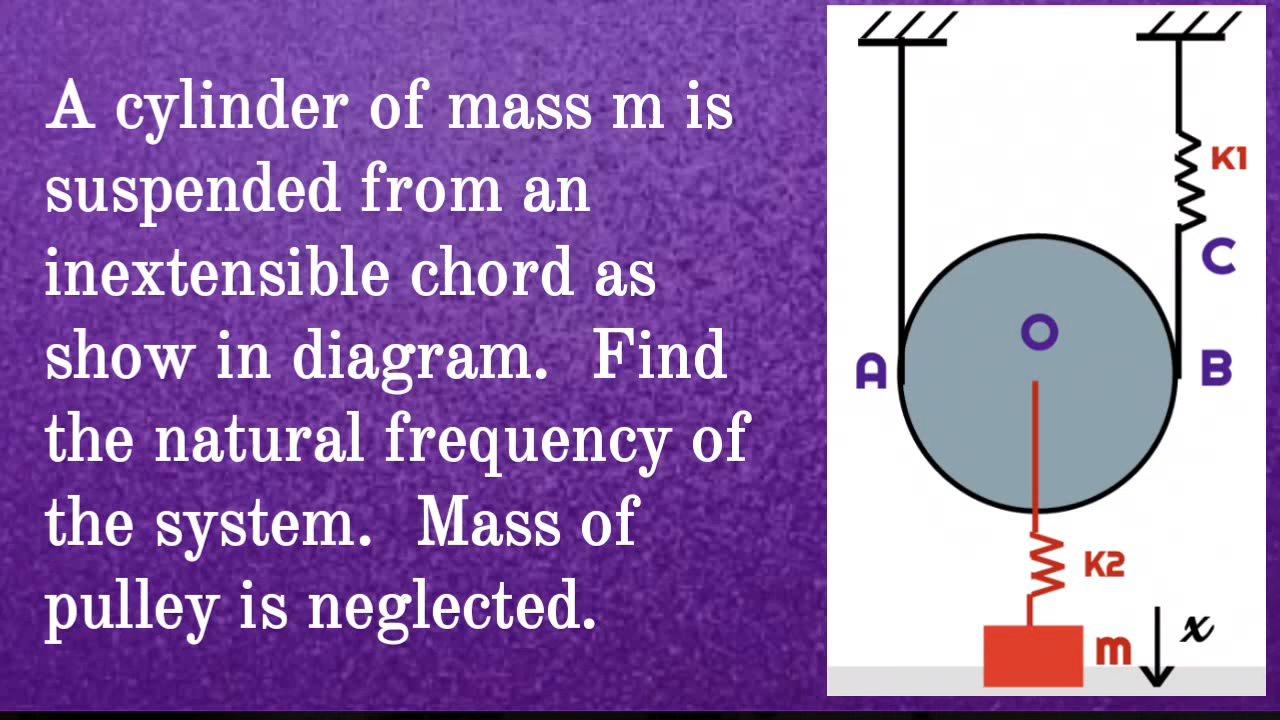 A cylinder of mass m is
suspended from an
inextensible chord as
show in diagram. Find
the natural frequency of
the system. Mass of
pulley is neglected.
K1
C
O
A
B
K2
m
x